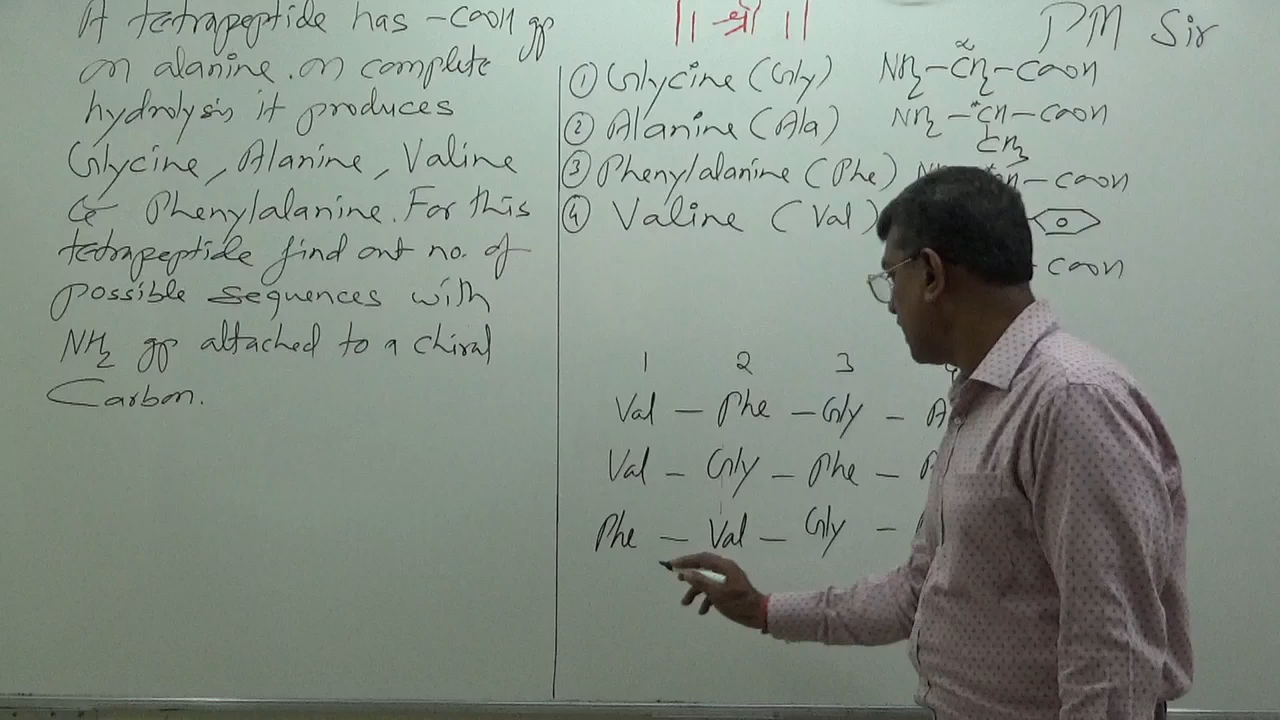 A tetrapeptide has -COOH gp
on alanine. on complete
hydrolysis it produces
Glycine, Alanine, Valine
& Phenylalanine. For this
tetrapeptide find out no. of
possible sequences with
NH2 gp attached to a chiral
Carbon.
|| श्री ||
PM Sir
① Glycine (Gly) NH2-CH2-COOH
α
② Alanine (Ala) NH2-*CH-COOH
CH3
③ Phenylalanine (Phe) -COOH
④ Valine (Val)
COOH
1 2 3
Val - Phe - Gly - A
Val - Gly - Phe -
Phe - Val - Gly -